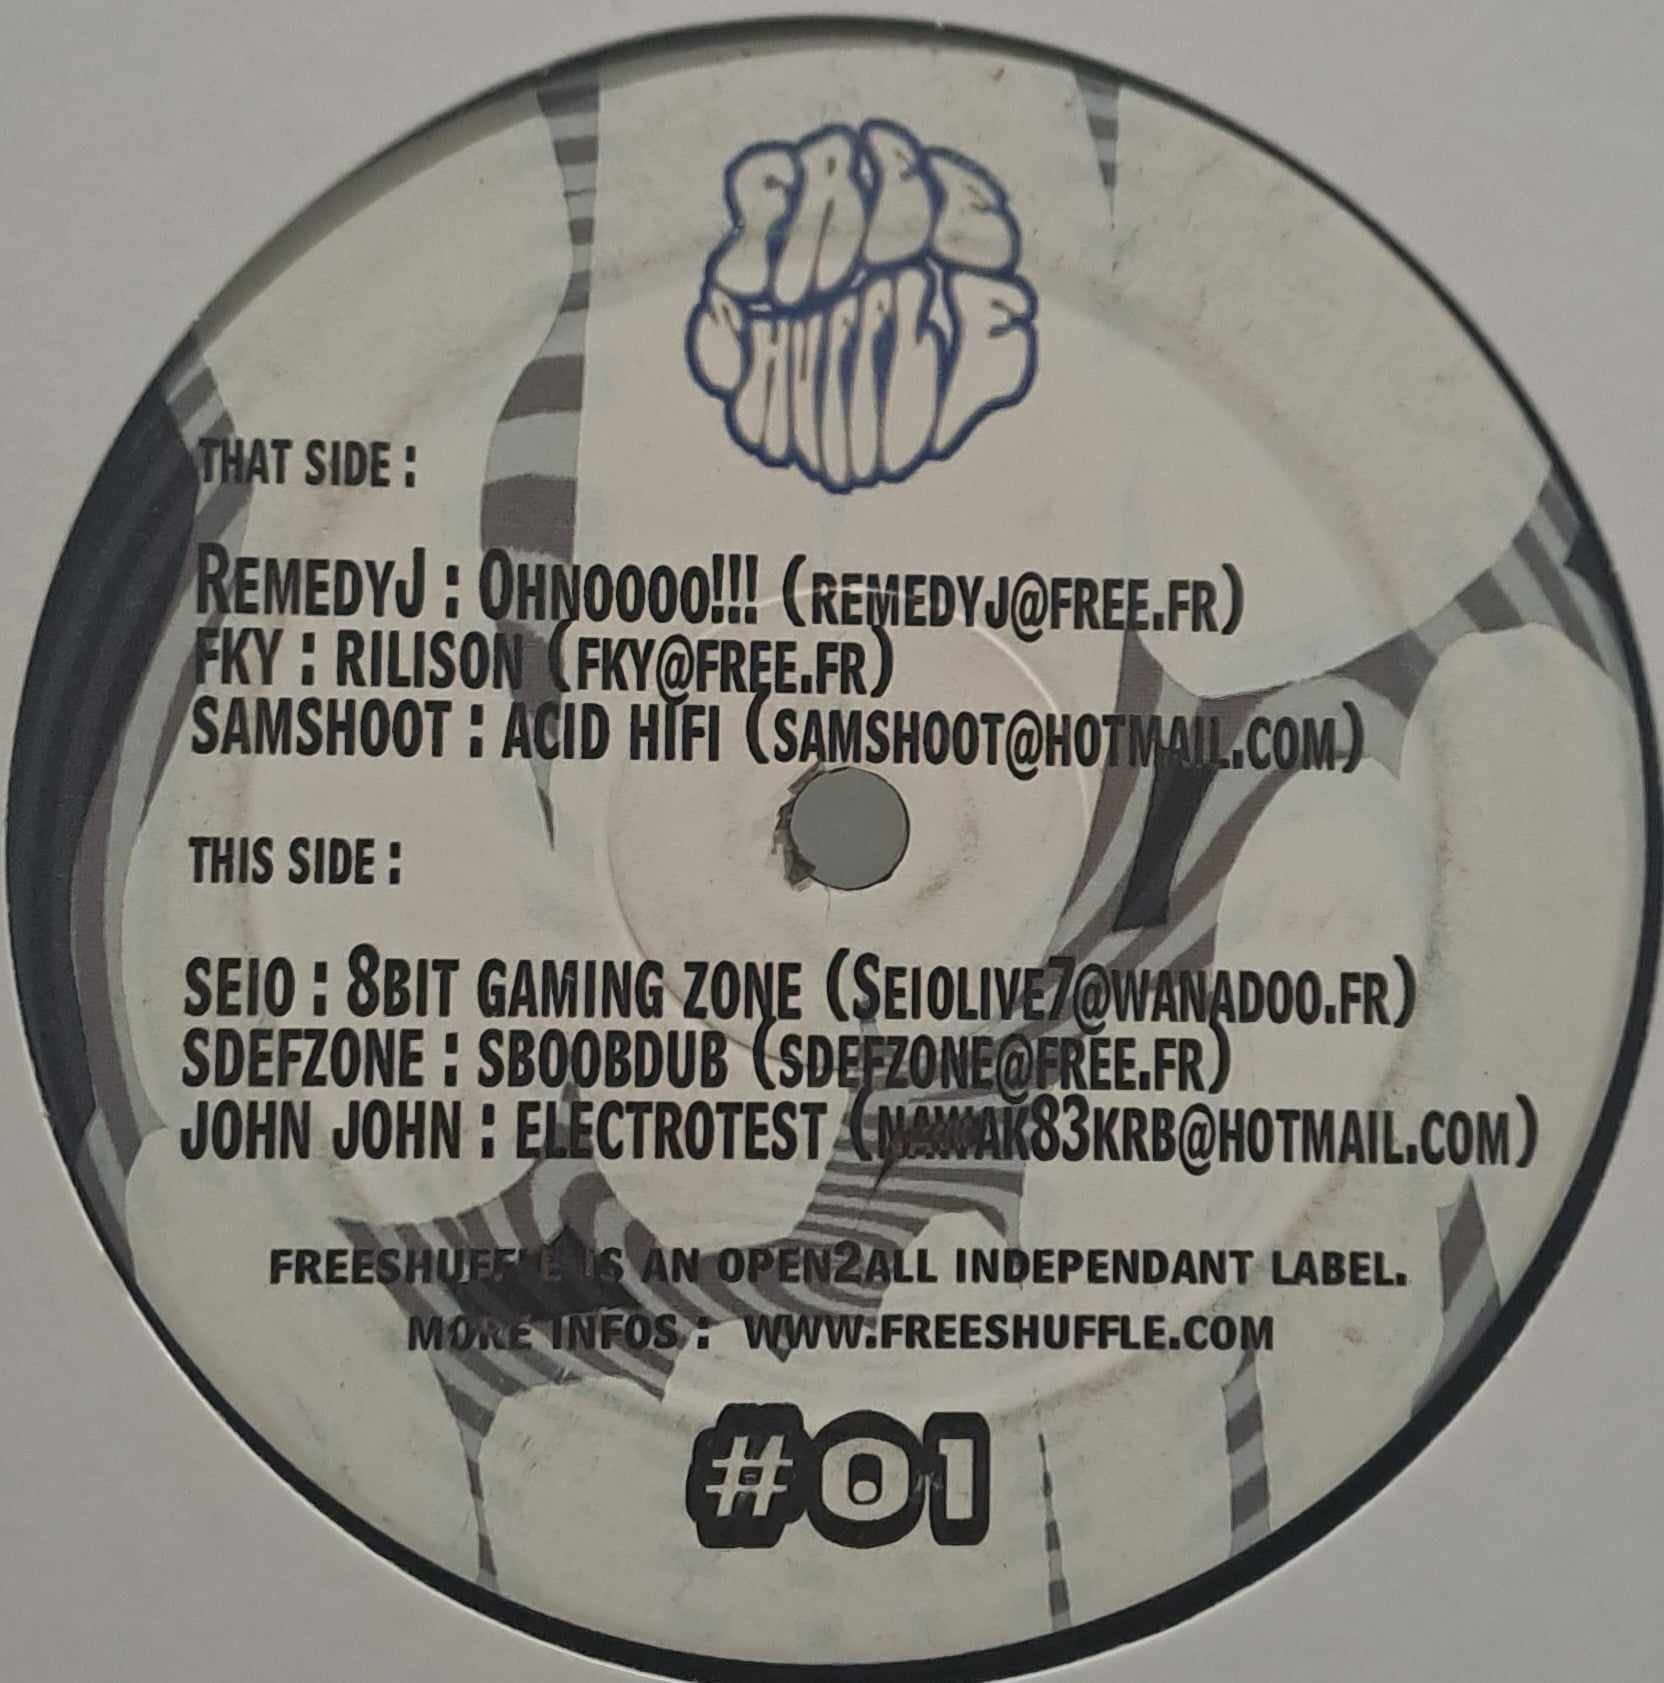 FREE
SHUFFLE
THAT SIDE :
REMEDYJ : OHNOOOO!!! (REMEDYJ@FREE.FR)
FKY : RILISON (FKY@FREE.FR)
SAMSHOOT : ACID HIFI (SAMSHOOT@HOTMAIL.COM)
THIS SIDE :
SEIO : 8BIT GAMING ZONE (SEIOLIVE7@WANADOO.FR)
SDEFZONE : SBOOBDUB (SDEFZONE@FREE.FR)
JOHN JOHN : ELECTROTEST (NAWAK83KRB@HOTMAIL.COM)
FREESHUFFLE IS AN OPEN2ALL INDEPENDANT LABEL.
MORE INFOS : WWW.FREESHUFFLE.COM
#01